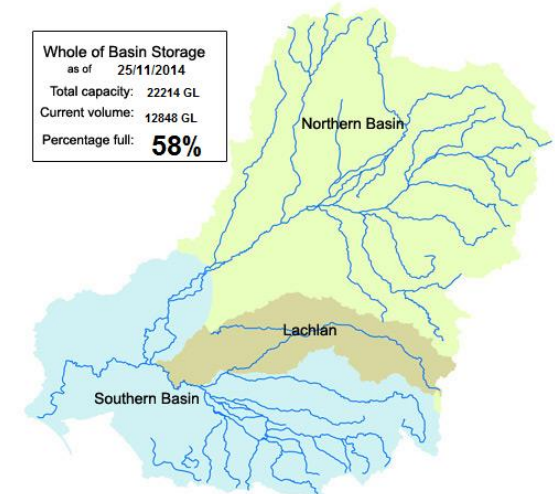 Whole of Basin Storage
as of 25/11/2014
Total capacity: 22214 GL
Current volume: 12848 GL
Percentage full: 58%
Northern Basin
Lachlan
Southern Basin